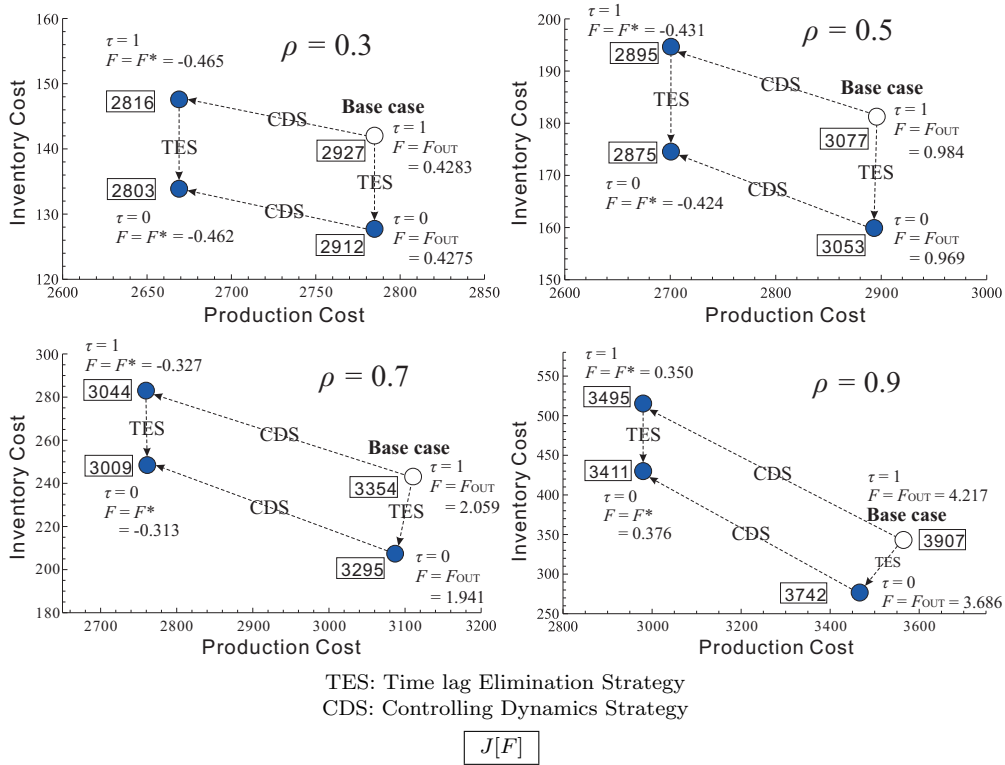 ρ = 0.3
Inventory Cost
160
150
140
130
120
τ = 1
F = F* = -0.465
2816
CDS
Base case
τ = 1
F = FOUT
= 0.4283
2927
TES
TES
2803
τ = 0
F = F* = -0.462
CDS
2912
τ = 0
F = FOUT
= 0.4275
2600 2650 2700 2750 2800 2850
Production Cost
ρ = 0.5
Inventory Cost
200
190
180
170
160
150
τ = 1
F = F* = -0.431
2895
CDS
Base case
τ = 1
F = FOUT
= 0.984
3077
TES
TES
2875
τ = 0
F = F* = -0.424
CDS
3053
τ = 0
F = FOUT
= 0.969
2600 2700 2800 2900 3000
Production Cost
ρ = 0.7
Inventory Cost
300
280
260
240
220
200
180
τ = 1
F = F* = -0.327
3044
TES
CDS
Base case
τ = 1
F = FOUT
= 2.059
3354
TES
3009
τ = 0
F = F*
= -0.313
CDS
3295
τ = 0
F = FOUT
= 1.941
2700 2800 2900 3000 3100 3200
Production Cost
ρ = 0.9
Inventory Cost
550
500
450
400
350
300
250
τ = 1
F = F* = 0.350
3495
TES
CDS
τ = 1
F = FOUT = 4.217
Base case
3907
TES
3411
τ = 0
F = F*
= 0.376
CDS
3742
τ = 0
F = FOUT = 3.686
2800 3000 3200 3400 3600
Production Cost
TES: Time lag Elimination Strategy
CDS: Controlling Dynamics Strategy
J[F]